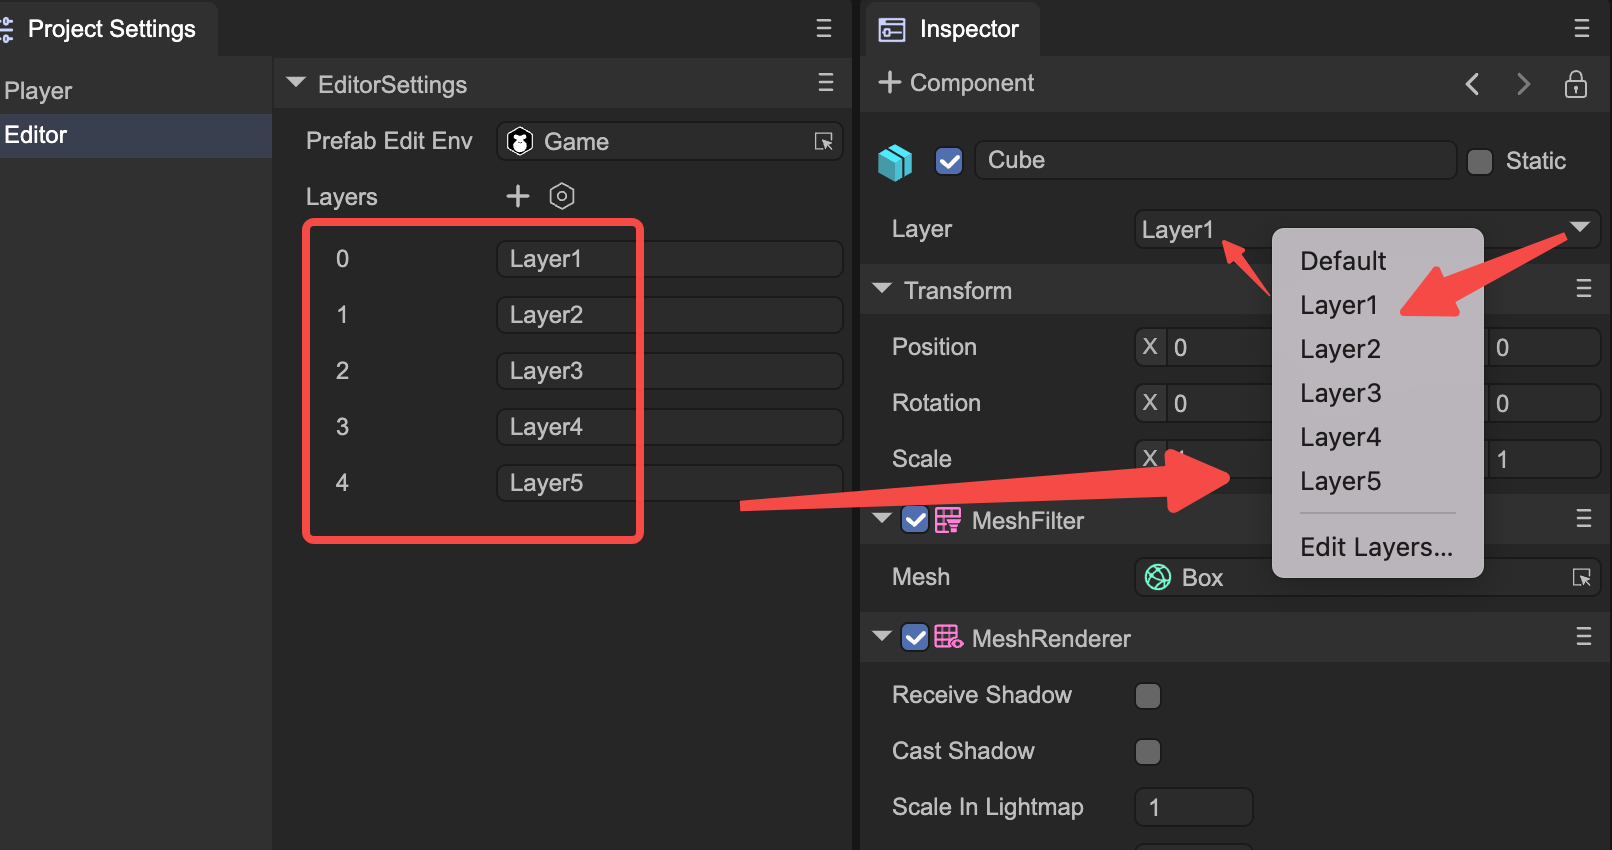 Project Settings
Player
Editor
EditorSettings
Prefab Edit Env
Game
Layers
0 Layer1
1 Layer2
2 Layer3
3 Layer4
4 Layer5
Inspector
Component
Cube
Static
Layer
Layer1
Default
Layer1
Layer2
Layer3
Layer4
Layer5
Edit Layers...
Transform
Position X 0 0
Rotation X 0 0
Scale X 1
MeshFilter
Mesh
Box
MeshRenderer
Receive Shadow
Cast Shadow
Scale In Lightmap 1